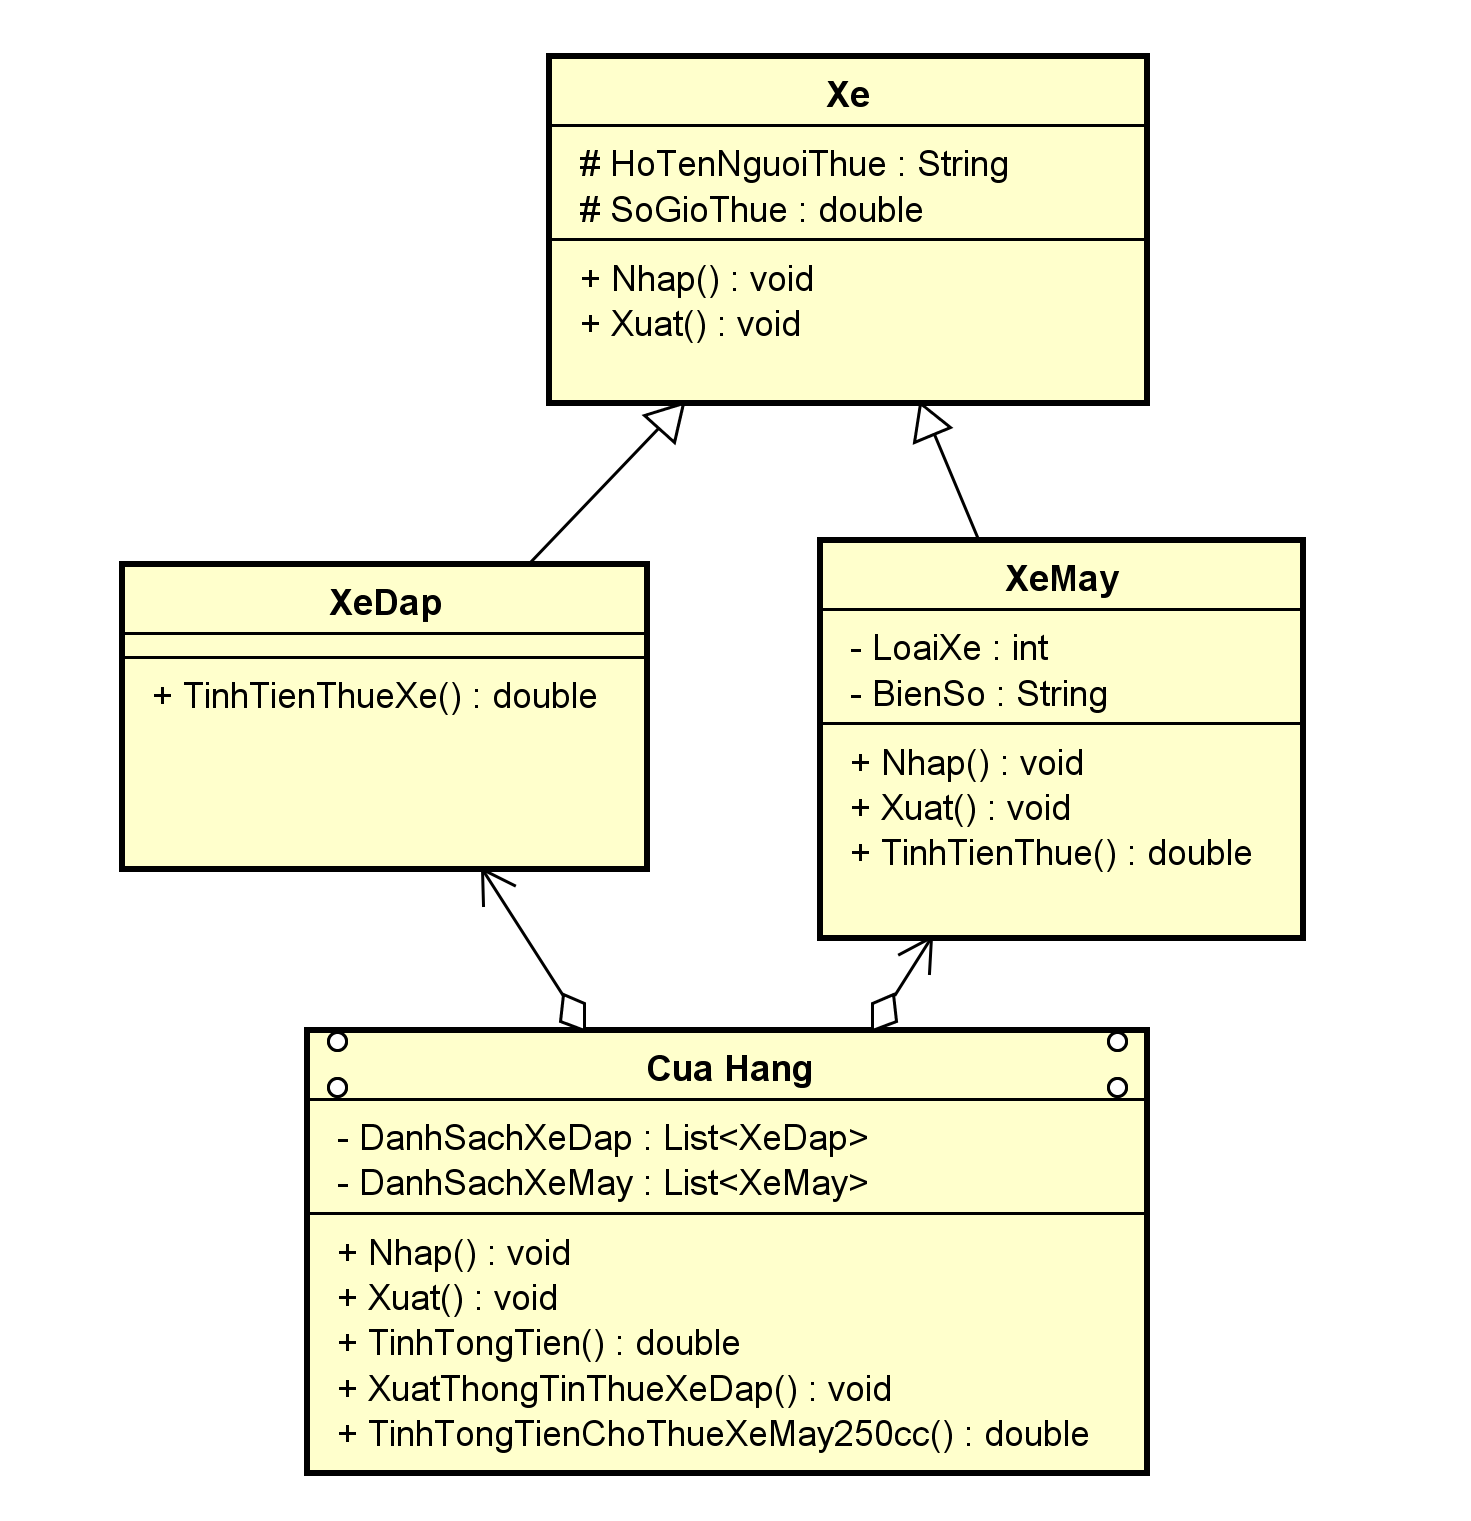 Xe
# HoTenNguoiThue : String
# SoGioThue : double
+ Nhap() : void
+ Xuat() : void
XeDap
+ TinhTienThueXe() : double
XeMay
- LoaiXe : int
- BienSo : String
+ Nhap() : void
+ Xuat() : void
+ TinhTienThue() : double
Cua Hang
- DanhSachXeDap : List<XeDap>
- DanhSachXeMay : List<XeMay>
+ Nhap() : void
+ Xuat() : void
+ TinhTongTien() : double
+ XuatThongTinThueXeDap() : void
+ TinhTongTienChoThueXeMay250cc() : double